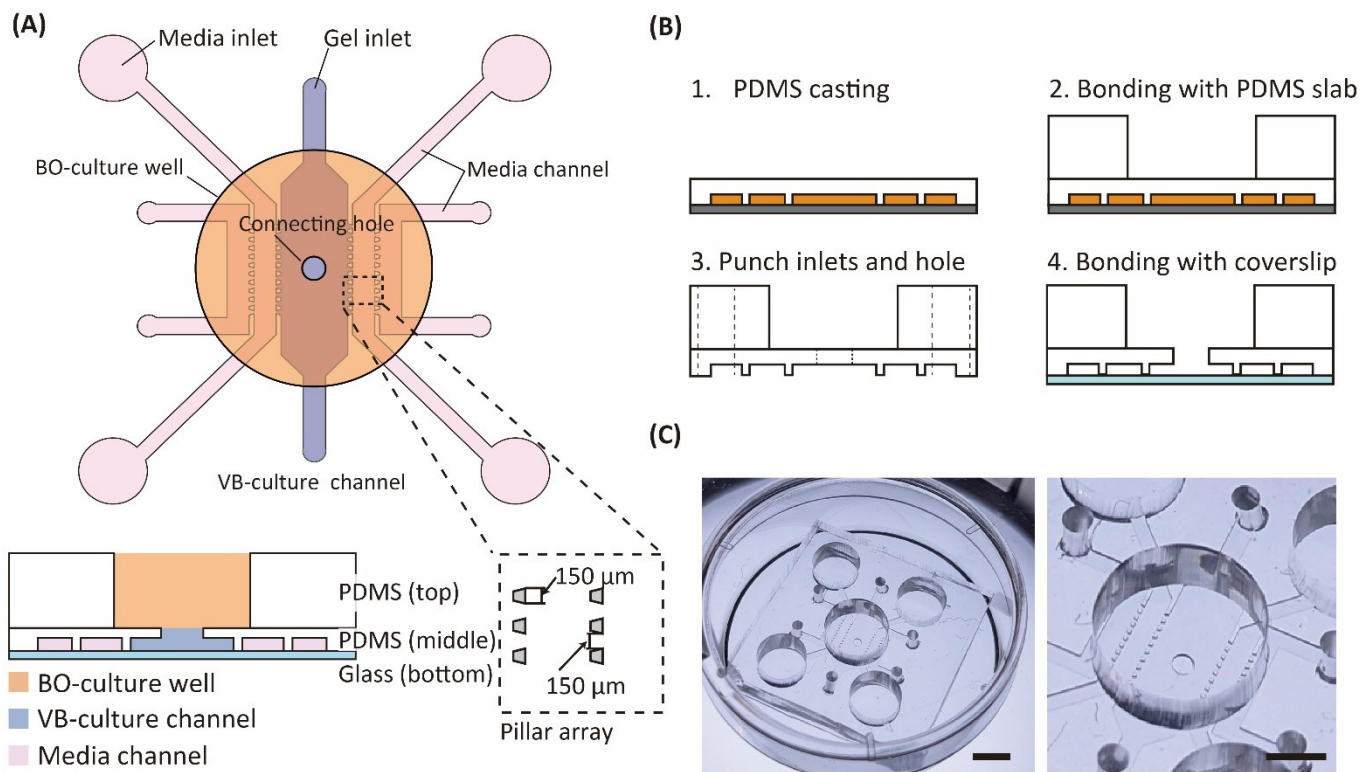 (A)
Media inlet
Gel inlet
BO-culture well
Media channel
Connecting hole
VB-culture channel
PDMS (top)
PDMS (middle)
Glass (bottom)
BO-culture well
VB-culture channel
Media channel
150 μm
150 μm
Pillar array
(B)
1. PDMS casting
2. Bonding with PDMS slab
3. Punch inlets and hole
4. Bonding with coverslip
(C)